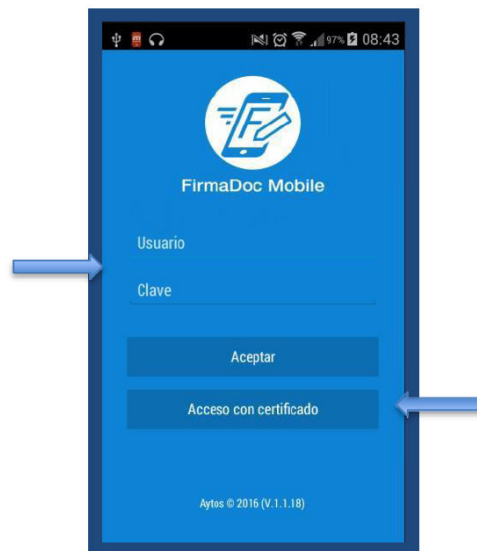 97% 08:43
F
FirmaDoc Mobile
Usuario
Clave
Aceptar
Acceso con certificado
Aytos © 2016 (V.1.1.18)